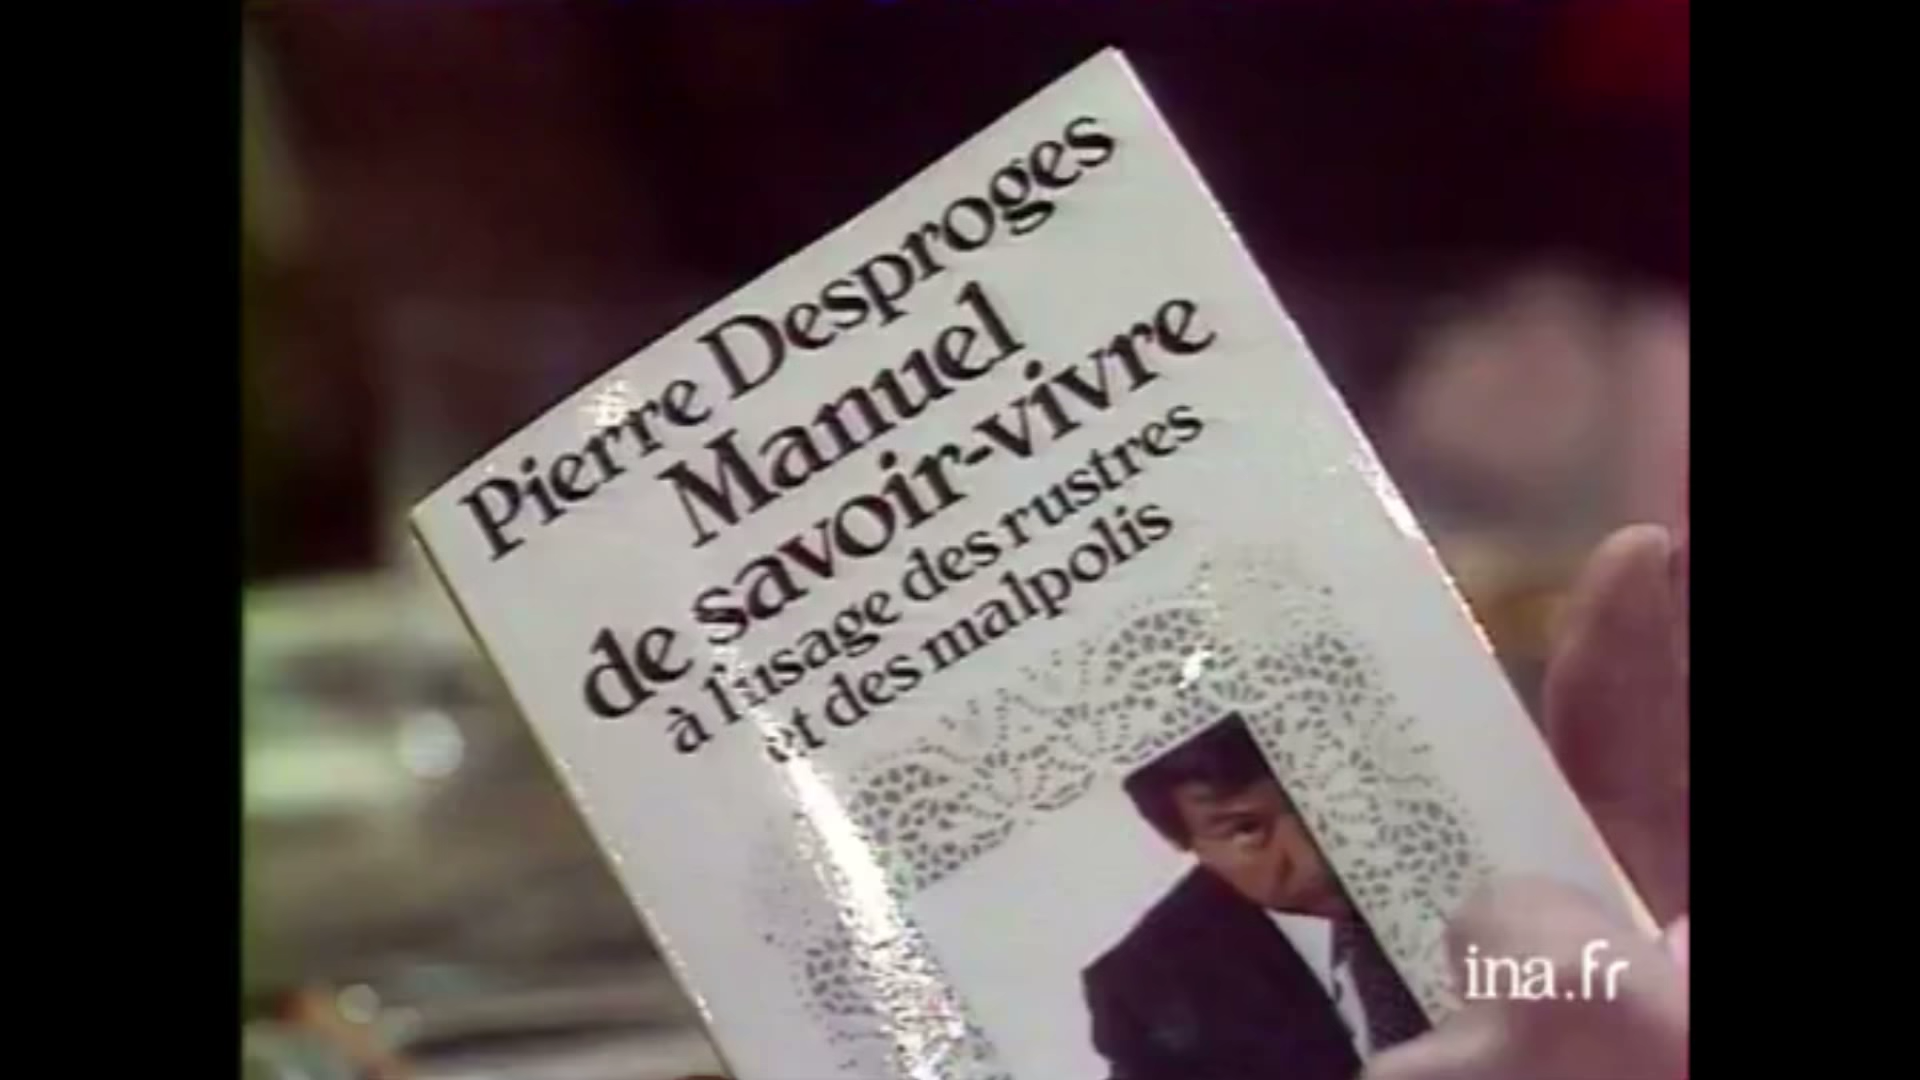 Pierre Desproges
Manuel
de savoir-vivre
à l'usage des rustres
et des malpolis
ina.fr